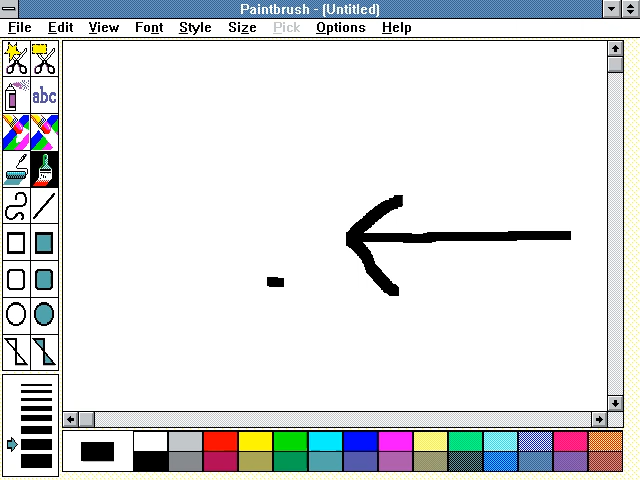 Paintbrush - [Untitled]
File Edit View Font Style Size Pick Options Help
abc